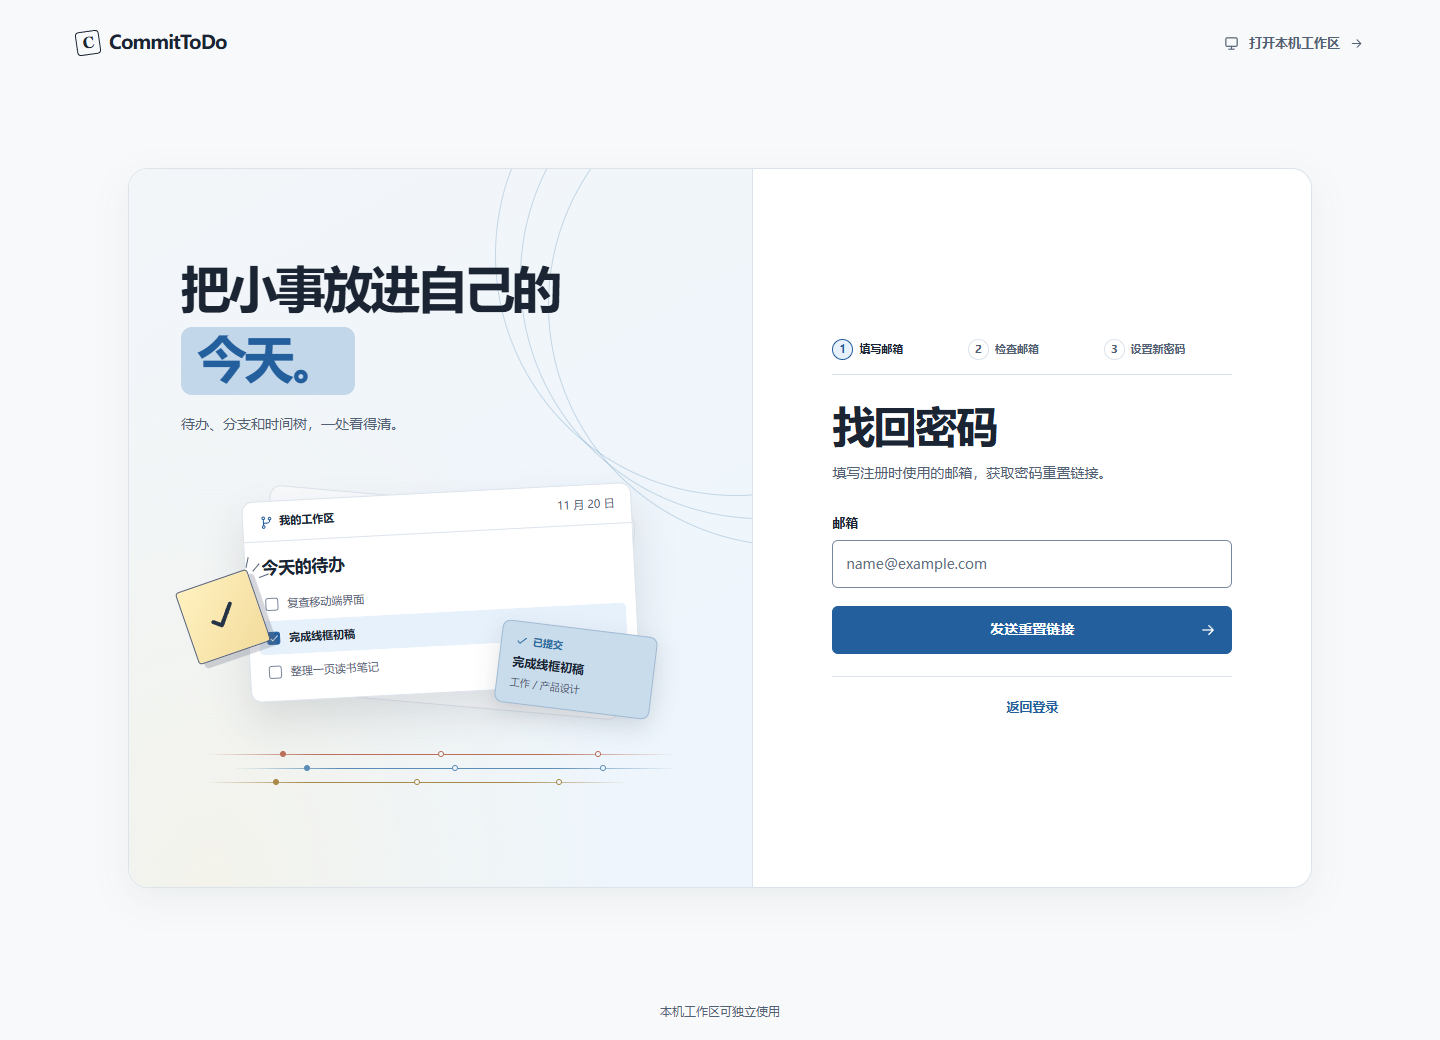 C CommitToDo
打开本机工作区 →
把小事放进自己的
今天。
待办、分支和时间树，一处看得清。
我的工作区
11 月 20 日
今天的待办
复查移动端界面
完成线框初稿
整理一页读书笔记
已提交
完成线框初稿
工作 / 产品设计
1 填写邮箱
2 检查邮箱
3 设置新密码
找回密码
填写注册时使用的邮箱，获取密码重置链接。
邮箱
name@example.com
发送重置链接 →
返回登录
本机工作区可独立使用